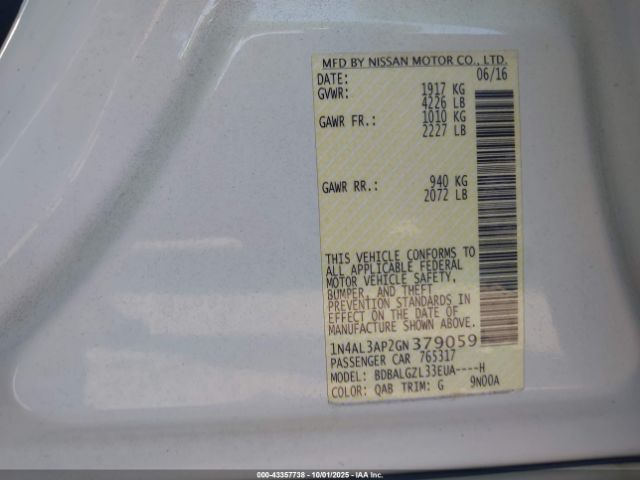 MFD BY NISSAN MOTOR CO., LTD.
DATE: 06/16
GVWR: 1917 KG
4226 LB
GAWR FR.: 1010 KG
2227 LB
GAWR RR.: 940 KG
2072 LB
THIS VEHICLE CONFORMS TO
ALL APPLICABLE FEDERAL
MOTOR VEHICLE SAFETY,
BUMPER, AND THEFT
PREVENTION STANDARDS IN
EFFECT ON THE DATE OF
MANUFACTURE SHOWN ABOVE.
1N4AL3AP2GN379059
PASSENGER CAR 765317
MODEL: BDBALGZL33EUA----H
COLOR: QAB TRIM: G 9N00A
000-43357738 - 10/01/2025 - IAA Inc.